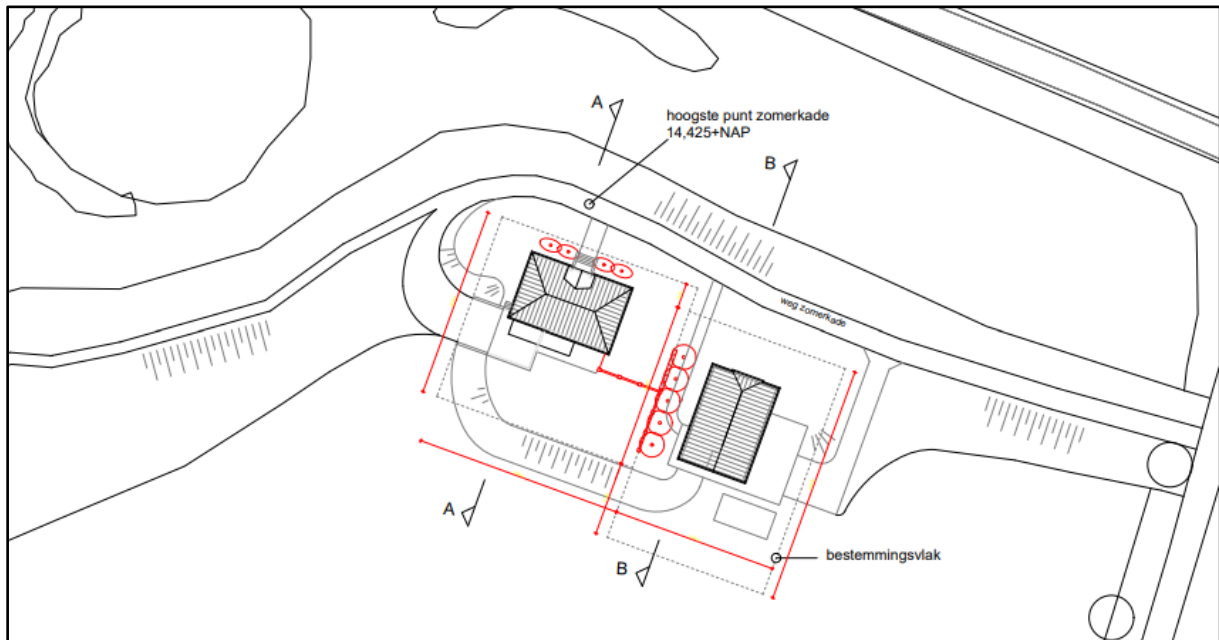 A
hoogste punt zomerkade
14,425+NAP
B
weg zomerkade
A
B
bestemmingsvlak